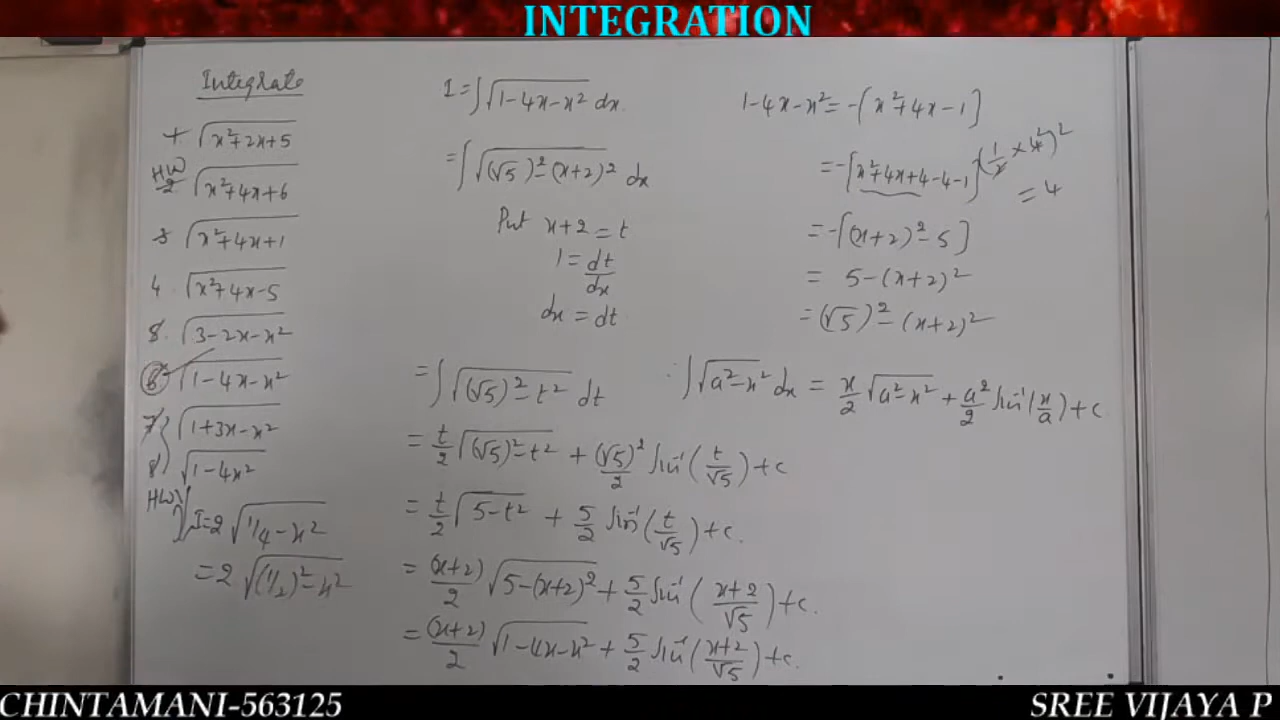 INTEGRATION
Integrate
+ √(x²+2x+5)
HW
2 √(x²+4x+6)
3 √(x²+4x+1)
4. √(x²+4x-5)
5. √(3-2x-x²)
6 √(1-4x-x²)
7 √(1+3x-x²)
8 √(1-4x²)
HW
I=2√(1/4-x²)
=2√((1/2)²-x²)
I=∫√(1-4x-x²) dx.
=∫√((√5)²-(x+2)²) dx
Put x+2=t
1=dt/dx
dx=dt
=∫√((√5)²-t²) dt
=t/2 √((√5)²-t²) + (√5)²/2 sin⁻¹(t/√5)+c
=t/2 √(5-t²) + 5/2 sin⁻¹(t/√5)+c.
=(x+2)/2 √(5-(x+2)²) + 5/2 sin⁻¹(x+2/√5)+c.
=(x+2)/2 √(1-4x-x²) + 5/2 sin⁻¹(x+2/√5)+c.
1-4x-x²=-[x²+4x-1]
=-[x²+4x+4-4-1]
=4
=-[(x+2)²-5]
= 5-(x+2)²
=(√5)²-(x+2)²
∵∫√(a²-x²) dx = x/2 √(a²-x²) + a²/2 sin⁻¹(x/a)+c
CHINTAMANI-563125
SREE VIJAYA P